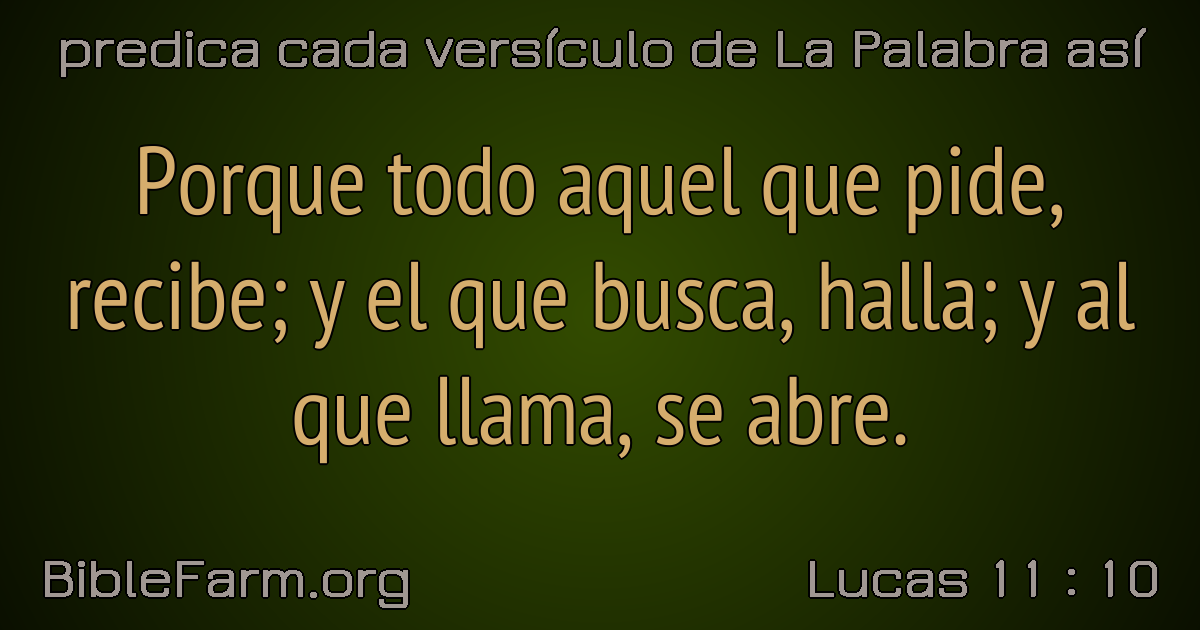 predica cada versículo de La Palabra así
Porque todo aquel que pide,
recibe; y el que busca, halla; y al
que llama, se abre.
BibleFarm.org
Lucas 11 : 10